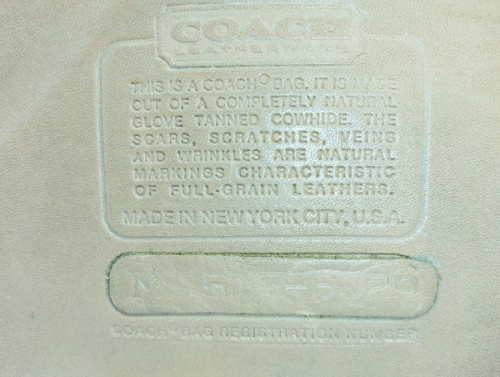 COACH
LEATHERWARE
THIS IS A COACH® BAG. IT IS MADE
OUT OF A COMPLETELY NATURAL
GLOVE TANNED COWHIDE. THE
SCARS, SCRATCHES, VEINS
AND WRINKLES ARE NATURAL
MARKINGS CHARACTERISTIC
OF FULL-GRAIN LEATHERS.
MADE IN NEW YORK CITY, U.S.A.
COACH® BAG REGISTRATION NUMBER